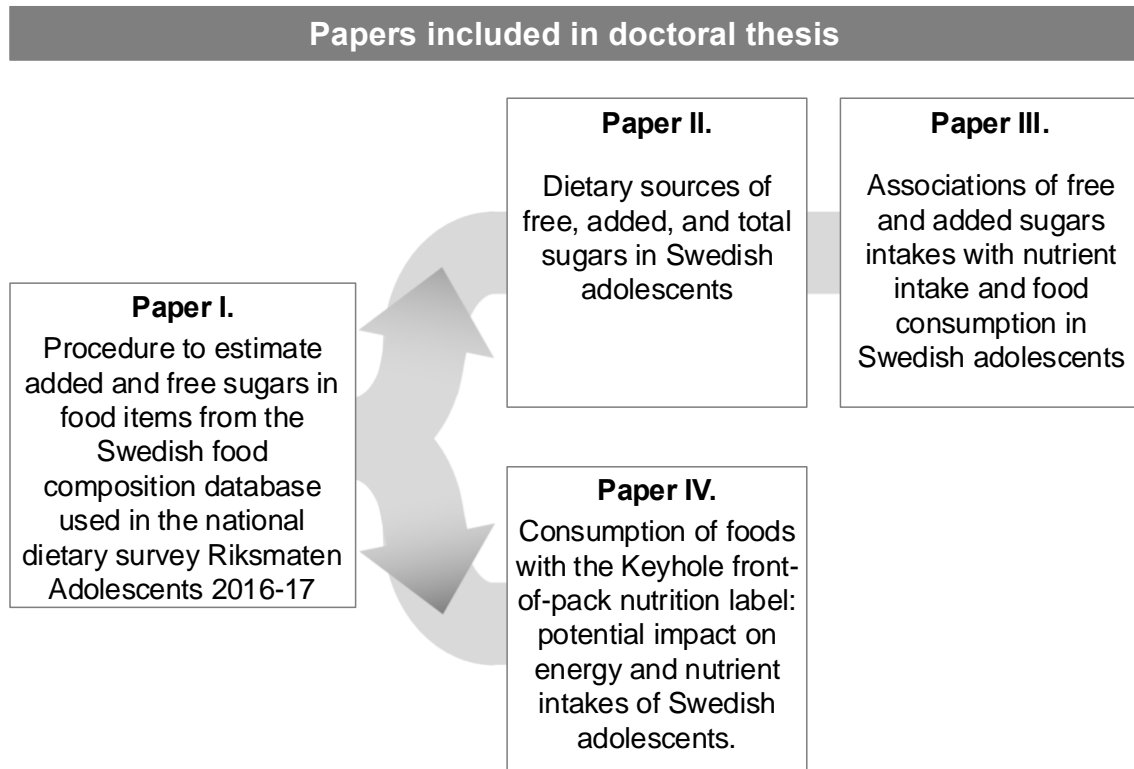 Papers included in doctoral thesis
Paper I.
Procedure to estimate
added and free sugars in
food items from the
Swedish food
composition database
used in the national
dietary survey Riksmaten
Adolescents 2016-17
Paper II.
Dietary sources of
free, added, and total
sugars in Swedish
adolescents
Paper III.
Associations of free
and added sugars
intakes with nutrient
intake and food
consumption in
Swedish adolescents
Paper IV.
Consumption of foods
with the Keyhole front-
of-pack nutrition label:
potential impact on
energy and nutrient
intakes of Swedish
adolescents.